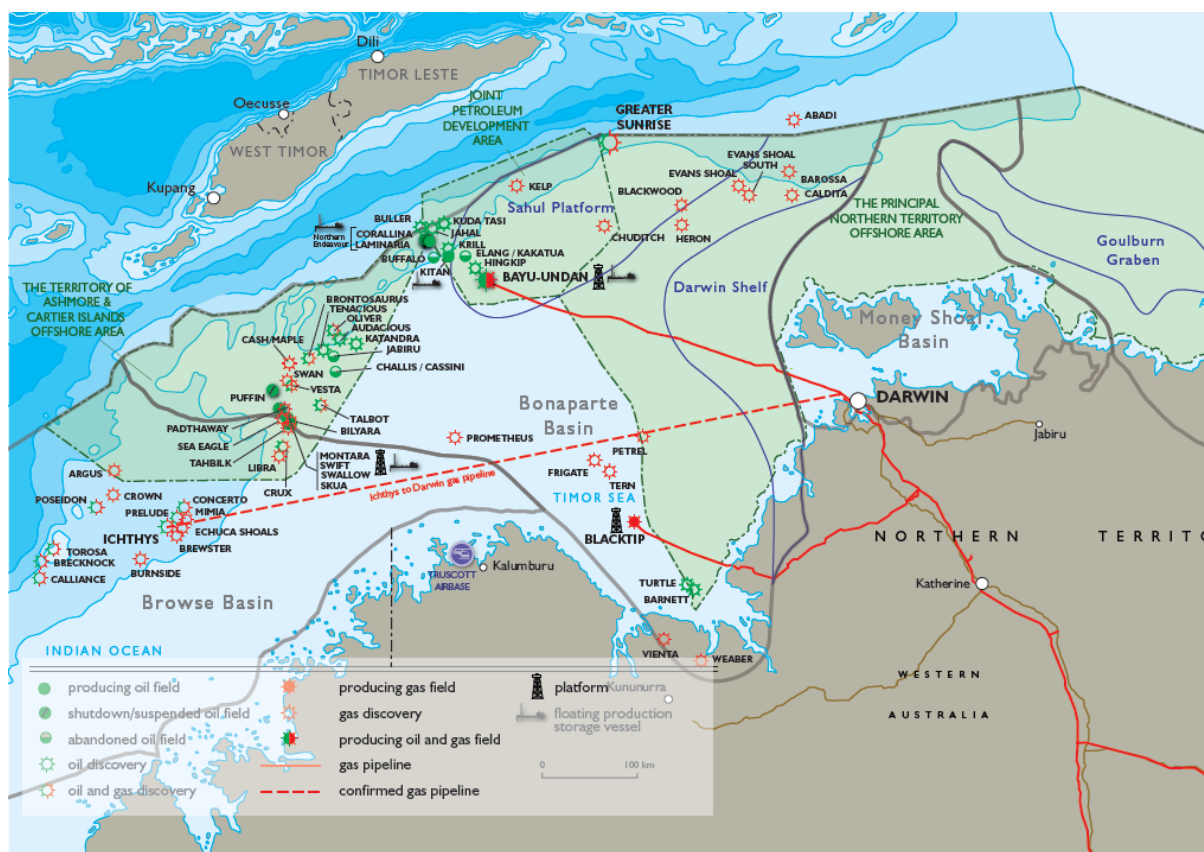 Dili
TIMOR LESTE
Oecusse
WEST TIMOR
Kupang
JOINT
PETROLEUM
DEVELOPMENT
AREA
GREATER
SUNRISE
ABADI
EVANS SHOAL
SOUTH
EVANS SHOAL
BAROSSA
CALDITA
KELP
BLACKWOOD
Sahul Platform
CHUDITCH
HERON
THE PRINCIPAL
NORTHERN TERRITORY
OFFSHORE AREA
Goulburn
Graben
Northern
Endeavour
BULLER
CORALLINA
LAMINARIA
KUDA TASI
JAHAL
KRILL
BUFFALO
ELANG / KAKATUA
HINGKIP
KITAN
BAYU-UNDAN
Darwin Shelf
Money Shoal
Basin
THE TERRITORY OF
ASHMORE &
CARTIER ISLANDS
OFFSHORE AREA
BRONTOSAURUS
TENACIOUS
OLIVER
AUDACIOUS
CASH/MAPLE
KATANDRA
JABIRU
SWAN
CHALLIS / CASSINI
VESTA
PUFFIN
TALBOT
PADTHAWAY
BILYARA
SEA EAGLE
TAHBILK
LIBRA
MONTARA
SWIFT
SWALLOW
SKUA
CRUX
Bonaparte
Basin
DARWIN
Jabiru
PROMETHEUS
PETREL
FRIGATE
TERN
Ichthys to Darwin gas pipeline
TIMOR SEA
BLACKTIP
ARGUS
POSEIDON
CROWN
CONCERTO
PRELUDE
MIMIA
ICHTHYS
ECHUCA SHOALS
BREWSTER
TOROSA
BRECKNOCK
CALLIANCE
BURNSIDE
Browse Basin
TRUSCOTT
AIRBASE
Kalumburu
TURTLE
BARNETT
NORTHERN TERRITO
Katherine
VIENTA
WEABER
WESTERN
AUSTRALIA
Kununurra
INDIAN OCEAN
producing oil field
shutdown/suspended oil field
abandoned oil field
oil discovery
oil and gas discovery
producing gas field
gas discovery
producing oil and gas field
gas pipeline
confirmed gas pipeline
platform
floating production
storage vessel
0 100 km